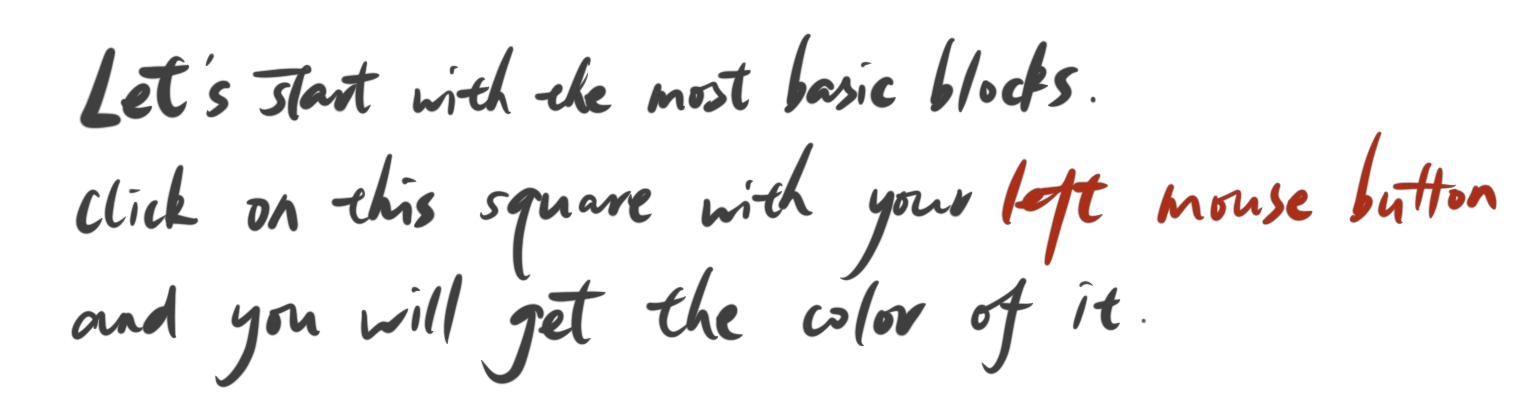 Let's start with the most basic blocks.
click on this square with your left mouse button
and you will get the color of it.